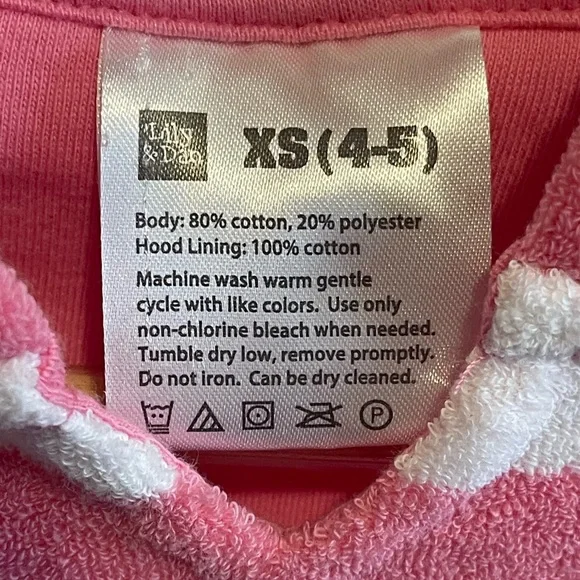 Lily
& Dan
XS (4-5)
Body: 80% cotton, 20% polyester
Hood Lining: 100% cotton
Machine wash warm gentle
cycle with like colors. Use only
non-chlorine bleach when needed.
Tumble dry low, remove promptly.
Do not iron. Can be dry cleaned.
P